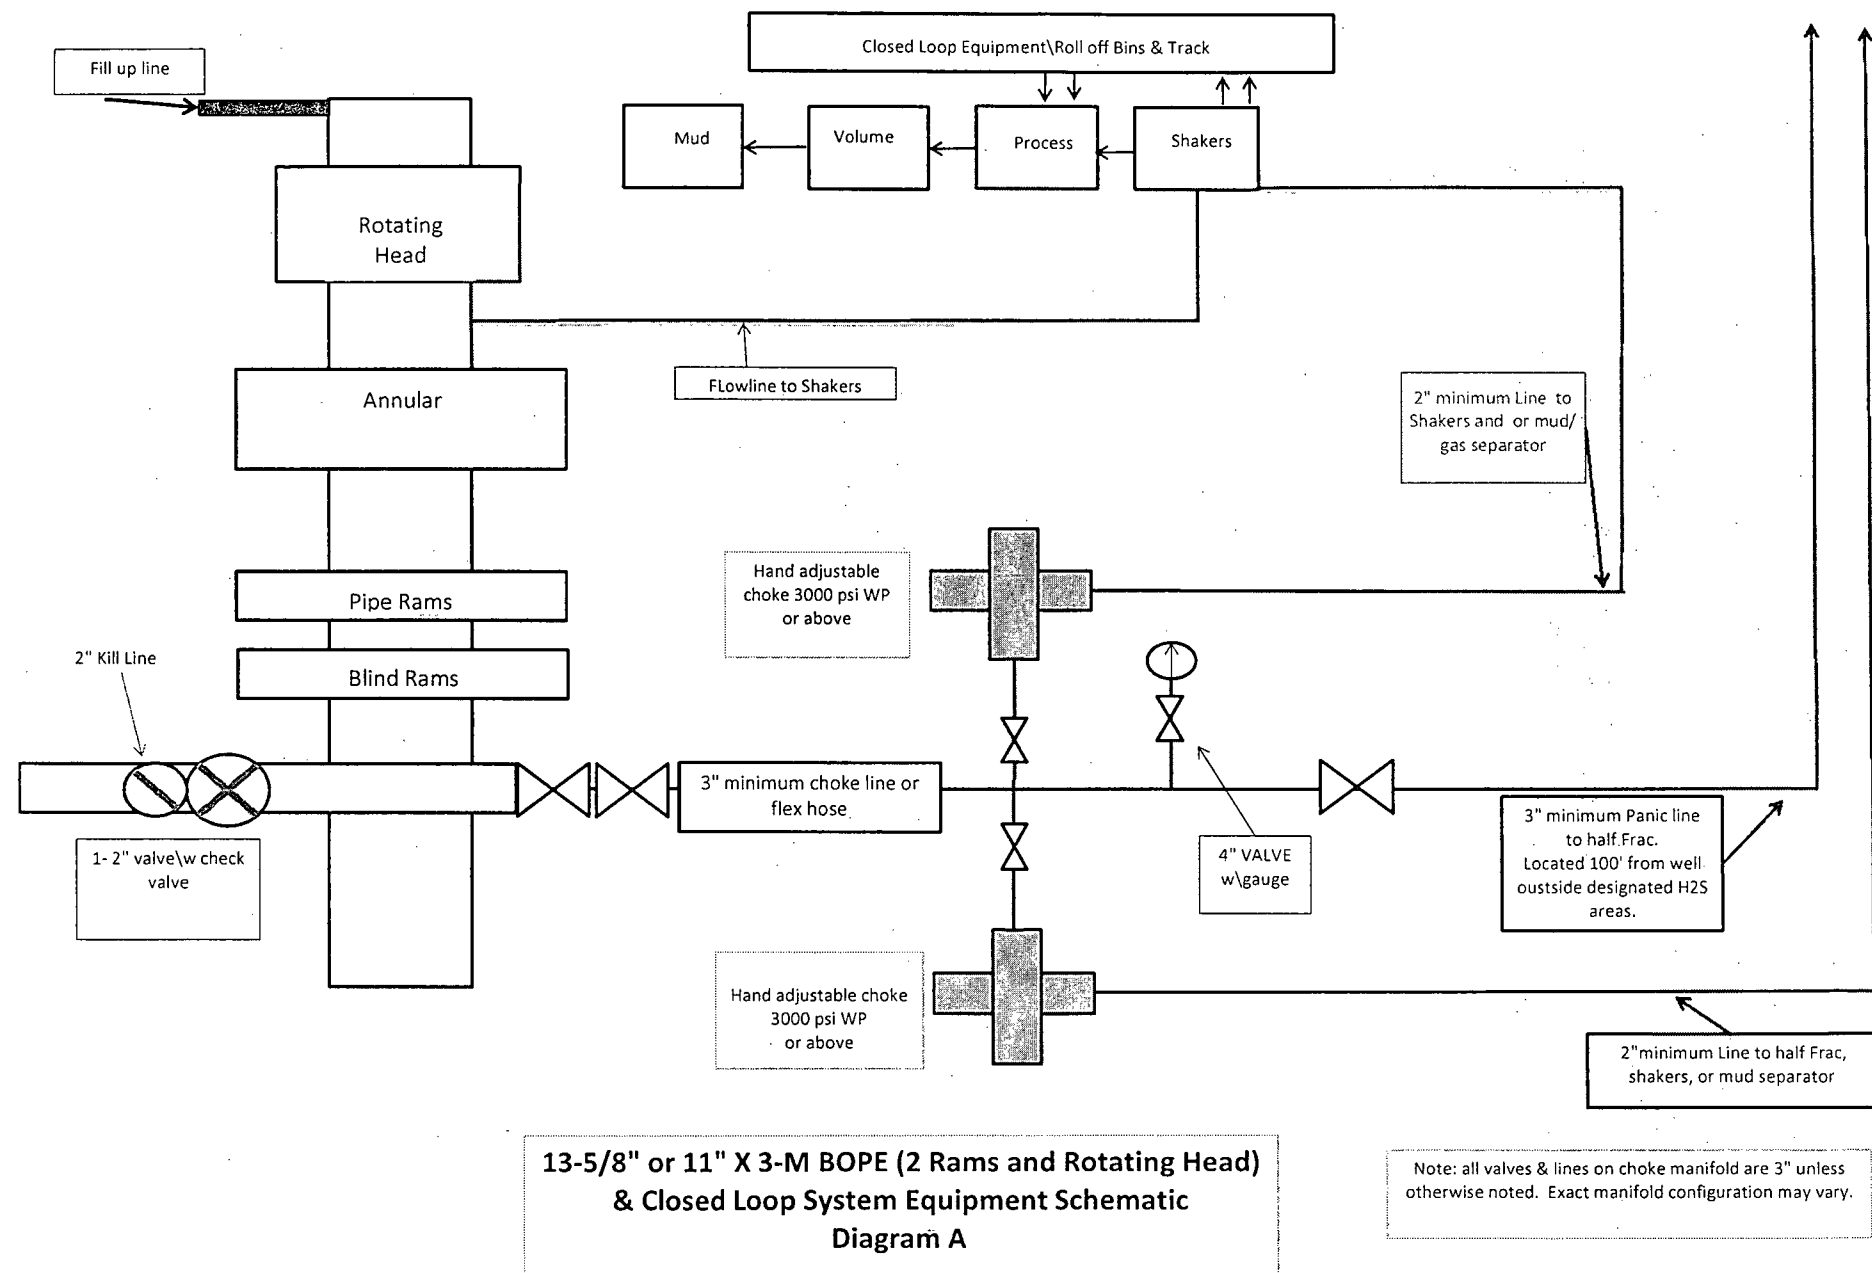 Closed Loop Equipment\Roll off Bins & Track
Fill up line
Mud
Volume
Process
Shakers
Rotating
Head
FLowline to Shakers
Annular
2" minimum Line to
Shakers and or mud/
gas separator
Hand adjustable
choke 3000 psi WP
or above
Pipe Rams
2" Kill Line
Blind Rams
3" minimum choke line or
flex hose
1- 2" valve\w check
valve
4" VALVE
w\gauge
3" minimum Panic line
to half Frac.
Located 100' from well
oustside designated H2S
areas.
Hand adjustable choke
3000 psi WP
or above
2"minimum Line to half Frac,
shakers, or mud separator
13-5/8" or 11" X 3-M BOPE (2 Rams and Rotating Head)
& Closed Loop System Equipment Schematic
Diagram A
Note: all valves & lines on choke manifold are 3" unless
otherwise noted. Exact manifold configuration may vary.